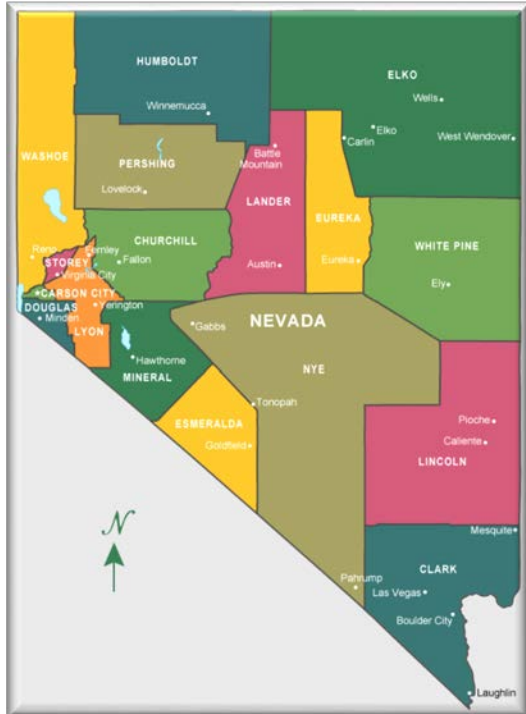 HUMBOLDT
ELKO
Wells
Winnemucca
Elko
Carlin
West Wendover
WASHOE
PERSHING
Battle
Mountain
Lovelock
LANDER
EUREKA
CHURCHILL
WHITE PINE
Reno
Fernley
STOREY
Fallon
Virginia City
Austin
Eureka
Ely
CARSON CITY
DOUGLAS
Yerington
Minden
LYON
Gabbs
NEVADA
Hawthorne
NYE
MINERAL
Tonopah
ESMERALDA
Pioche
Goldfield
Caliente
LINCOLN
N
Mesquite
CLARK
Pahrump
Las Vegas
Boulder City
Laughlin